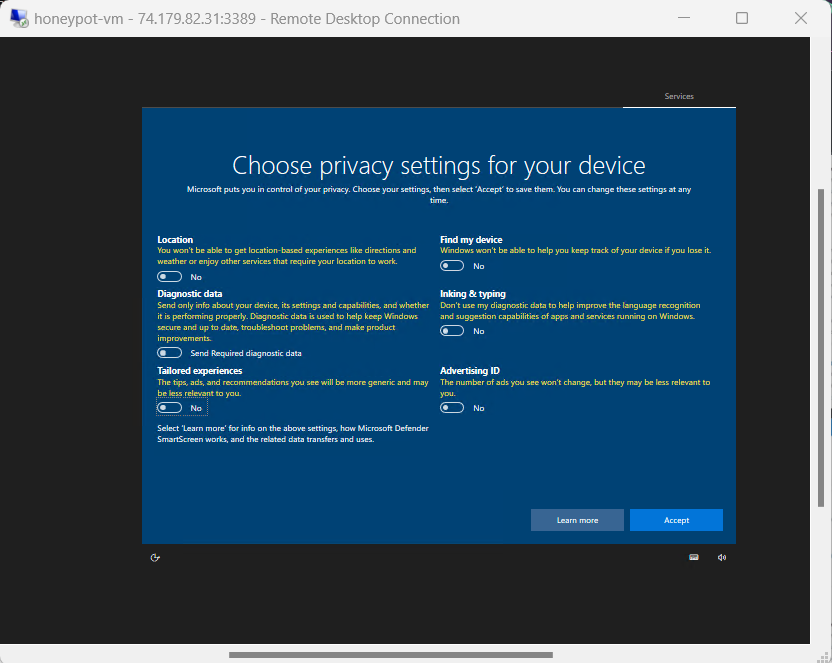 honeypot-vm - 74.179.82.31:3389 - Remote Desktop Connection
Services
Choose privacy settings for your device
Microsoft puts you in control of your privacy. Choose your settings, then select 'Accept' to save them. You can change these settings at any
time.
Location
You won't be able to get location-based experiences like directions and
weather or enjoy other services that require your location to work.
No
Diagnostic data
Send only info about your device, its settings and capabilities, and whether
it is performing properly. Diagnostic data is used to help keep Windows
secure and up to date, troubleshoot problems, and make product
improvements.
Send Required diagnostic data
Tailored experiences
The tips, ads, and recommendations you see will be more generic and may
be less relevant to you.
No
Select 'Learn more' for info on the above settings, how Microsoft Defender
SmartScreen works, and the related data transfers and uses.
Find my device
Windows won't be able to help you keep track of your device if you lose it.
No
Inking & typing
Don't use my diagnostic data to help improve the language recognition
and suggestion capabilities of apps and services running on Windows.
No
Advertising ID
The number of ads you see won't change, but they may be less relevant to
you.
No
Learn more
Accept